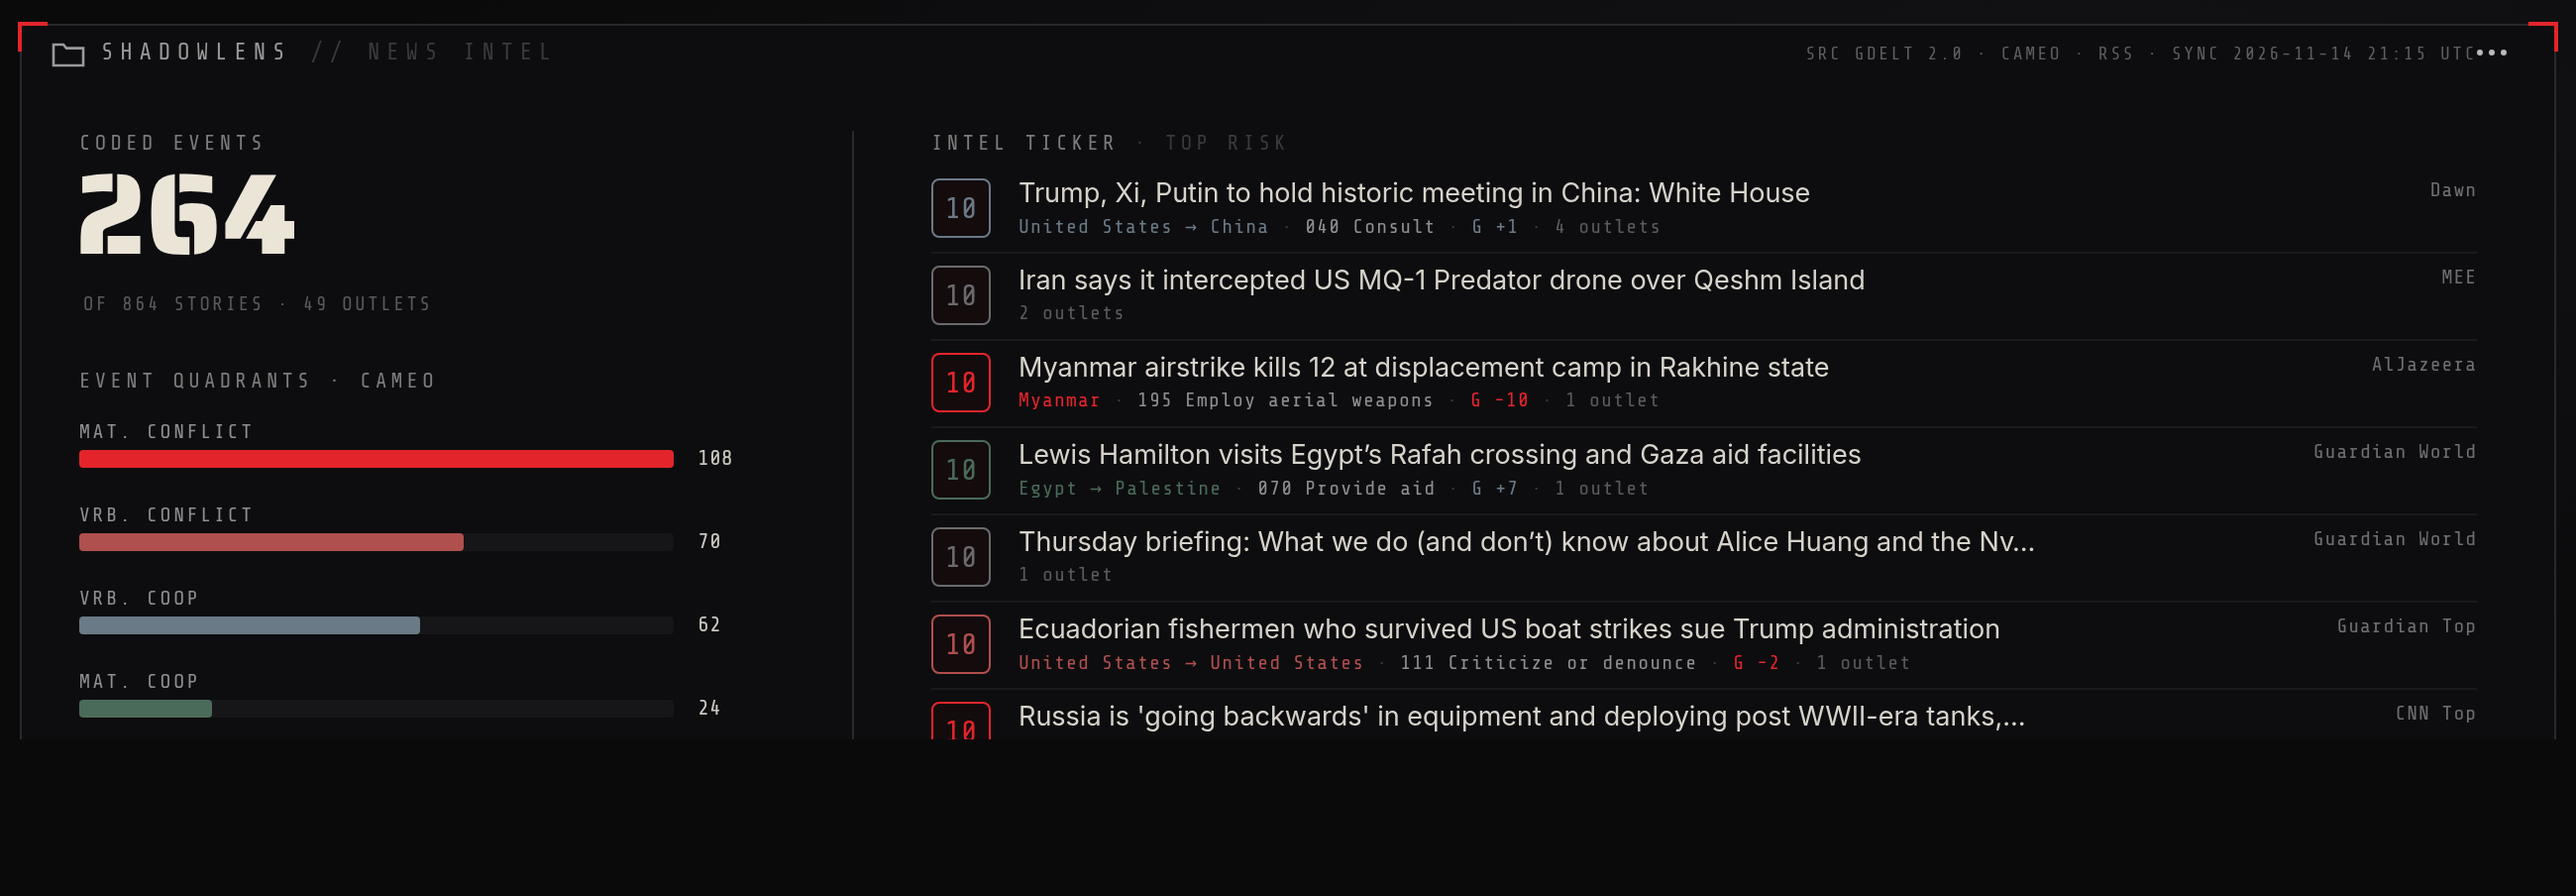 SHADOWLENS // NEWS INTEL
SRC GDELT 2.0 · CAMEO · RSS · SYNC 2026-11-14 21:15 UTC
CODED EVENTS
264
OF 864 STORIES · 49 OUTLETS
EVENT QUADRANTS · CAMEO
MAT. CONFLICT
108
VRB. CONFLICT
70
VRB. COOP
62
MAT. COOP
24
INTEL TICKER · TOP RISK
10
Trump, Xi, Putin to hold historic meeting in China: White House
Dawn
United States → China · 040 Consult · G +1 · 4 outlets
10
Iran says it intercepted US MQ-1 Predator drone over Qeshm Island
MEE
2 outlets
10
Myanmar airstrike kills 12 at displacement camp in Rakhine state
AlJazeera
Myanmar · 195 Employ aerial weapons · G -10 · 1 outlet
10
Lewis Hamilton visits Egypt’s Rafah crossing and Gaza aid facilities
Guardian World
Egypt → Palestine · 070 Provide aid · G +7 · 1 outlet
10
Thursday briefing: What we do (and don’t) know about Alice Huang and the Nv…
Guardian World
1 outlet
10
Ecuadorian fishermen who survived US boat strikes sue Trump administration
Guardian Top
United States → United States · 111 Criticize or denounce · G -2 · 1 outlet
10
Russia is 'going backwards' in equipment and deploying post WWII-era tanks,…
CNN Top